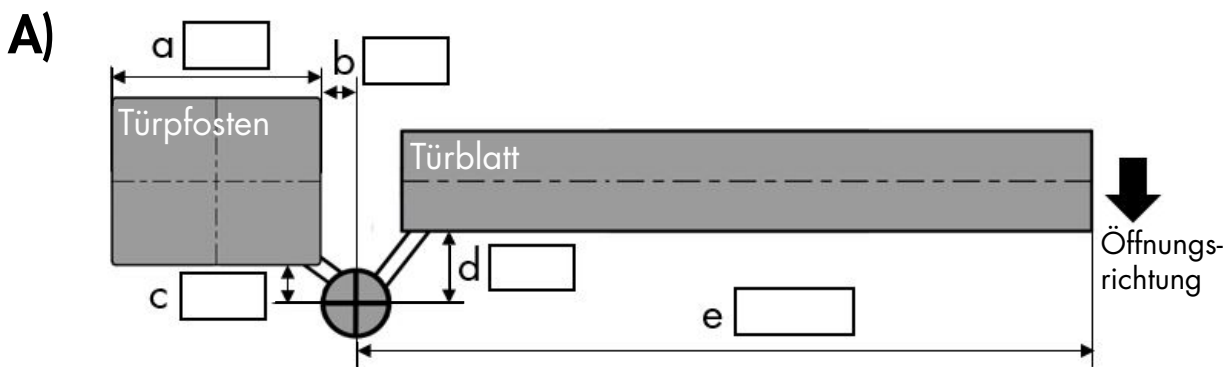 A)
a
b
Türpfosten
Türblatt
Öffnungs-
richtung
c
d
e